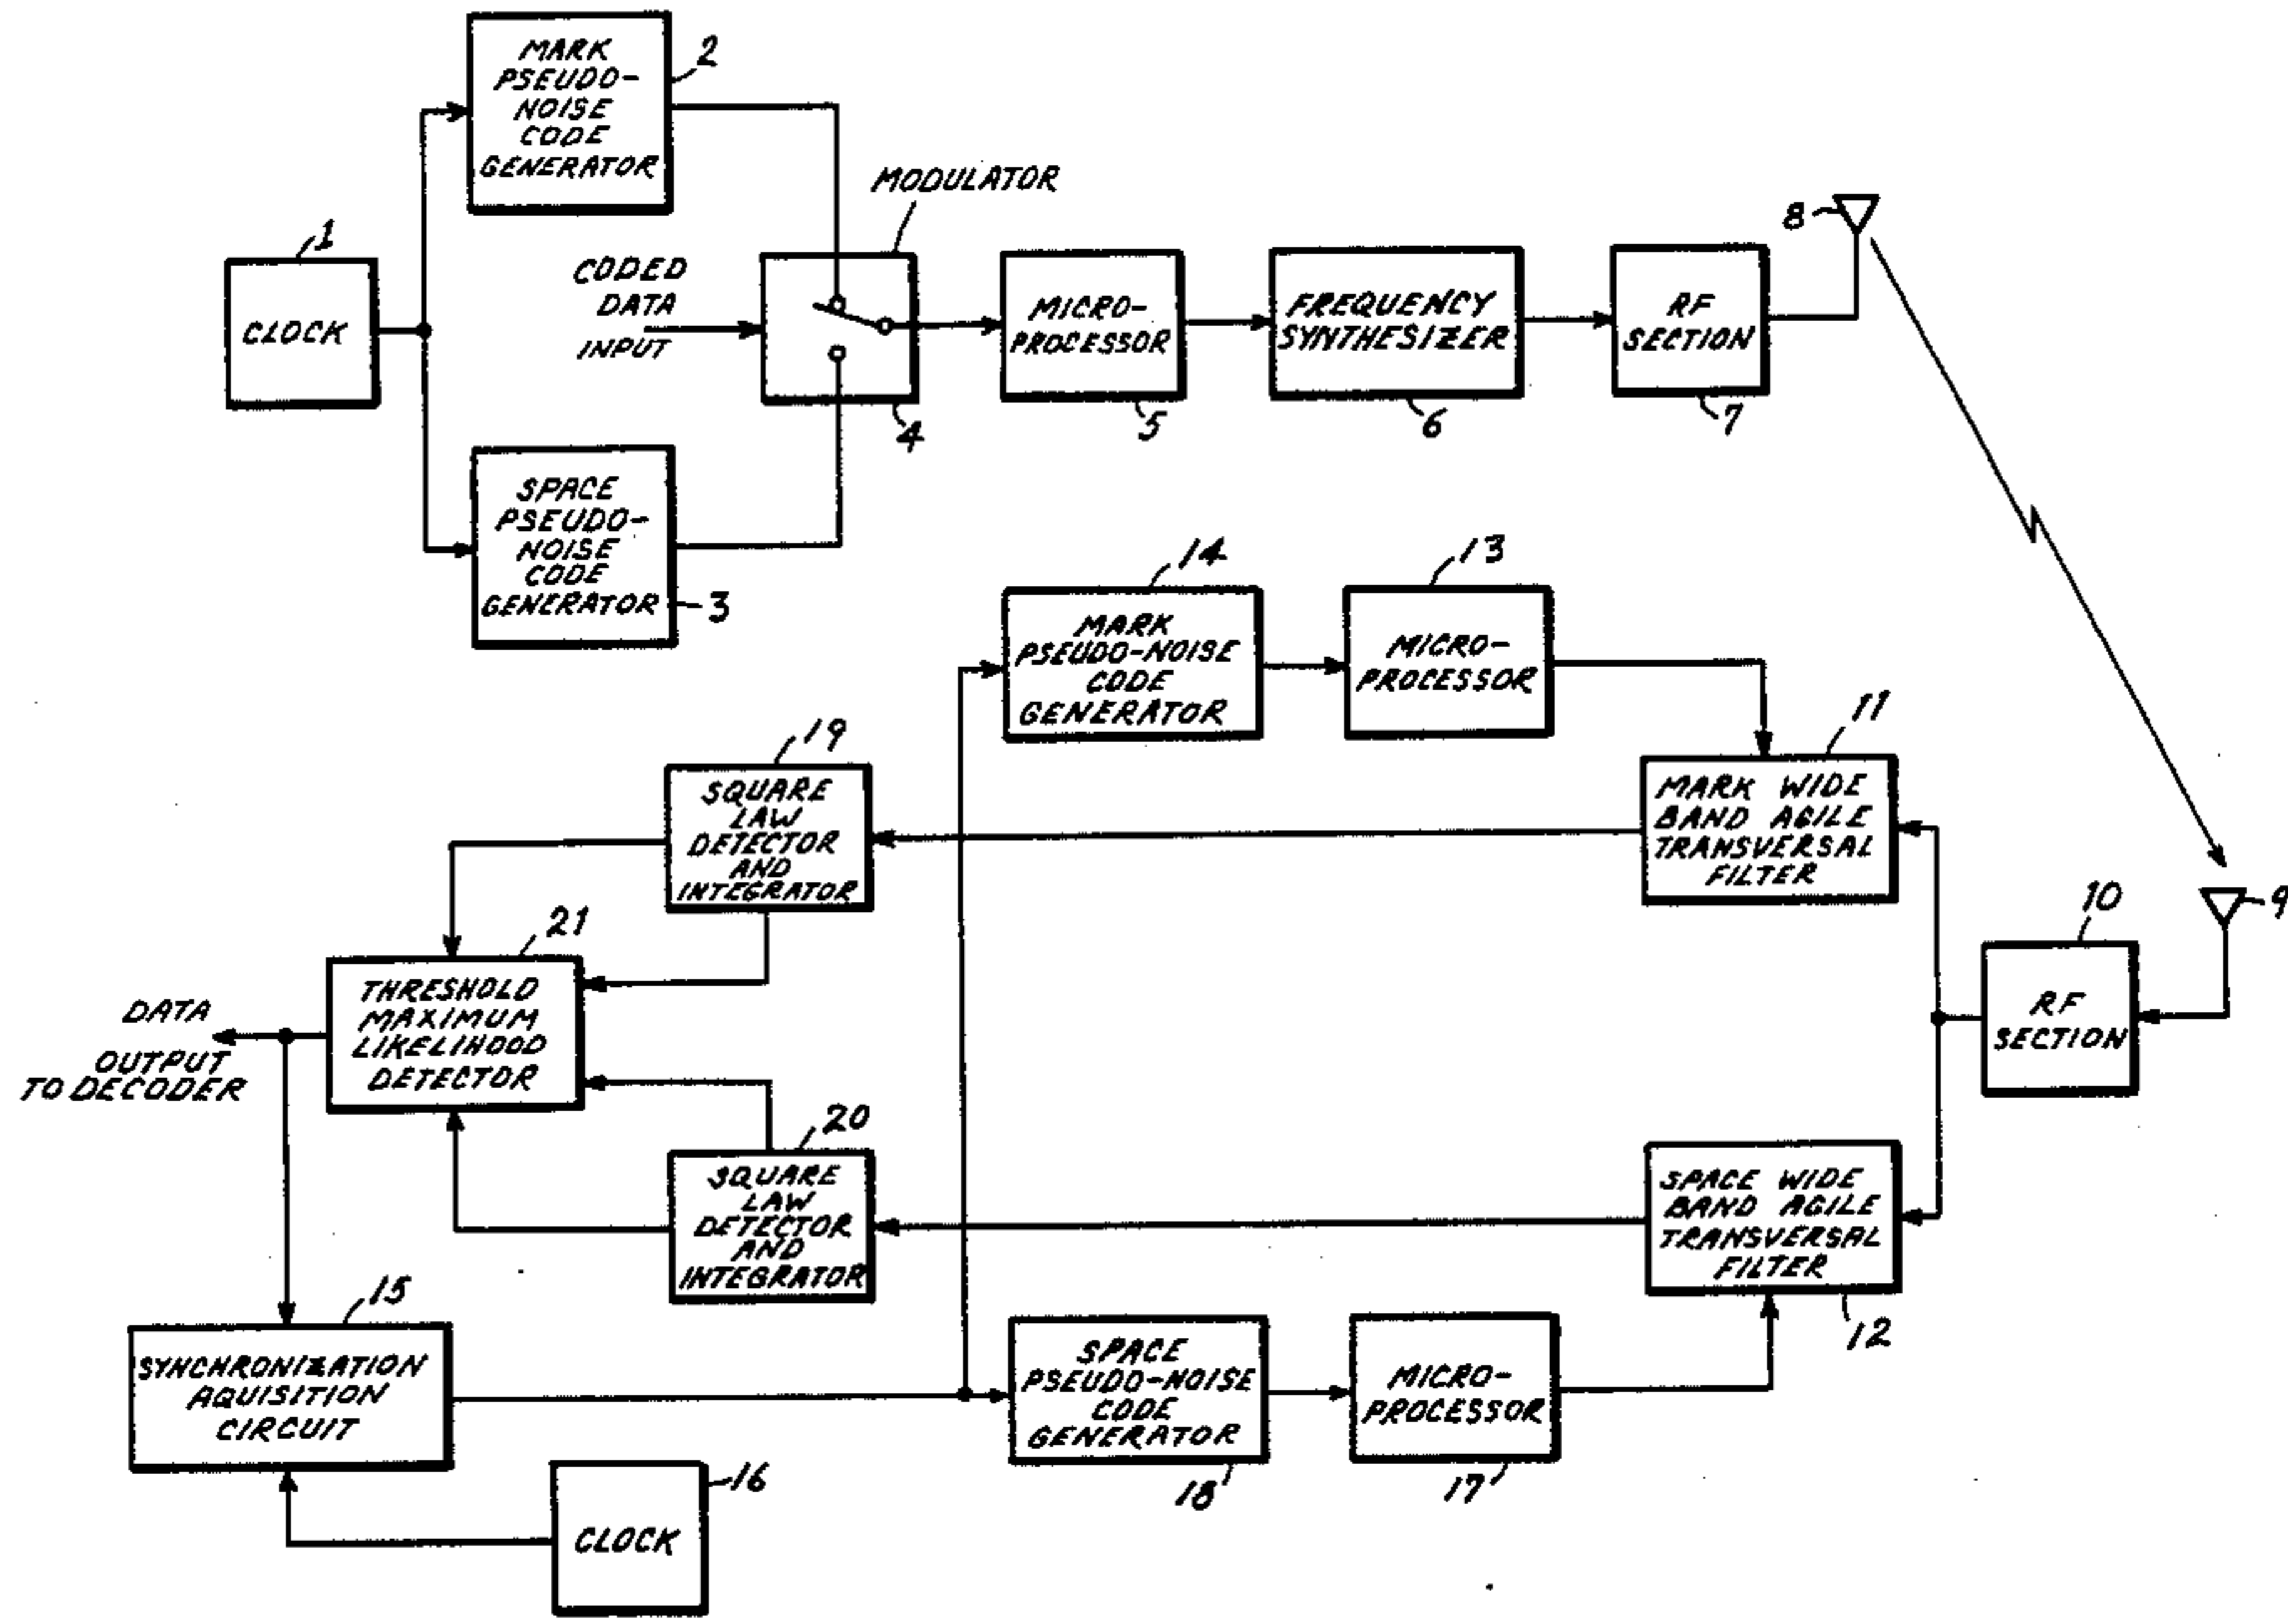 MARK
PSEUDO-
NOISE
CODE
GENERATOR
2
MODULATOR
1
CLOCK
CODED
DATA
INPUT
4
MICRO-
PROCESSOR
5
FREQUENCY
SYNTHESIZER
6
RF
SECTION
7
8
SPACE
PSEUDO-
NOISE
CODE
GENERATOR
3
14
MARK
PSEUDO-NOISE
CODE
GENERATOR
13
MICRO-
PROCESSOR
11
MARK WIDE
BAND AGILE
TRANSVERSAL
FILTER
9
10
RF
SECTION
19
SQUARE
LAW
DETECTOR
AND
INTEGRATOR
21
THRESHOLD
MAXIMUM
LIKELIHOOD
DETECTOR
DATA
OUTPUT
TO DECODER
20
SQUARE
LAW
DETECTOR
AND
INTEGRATOR
SPACE WIDE
BAND AGILE
TRANSVERSAL
FILTER
12
15
SYNCHRONIZATION
AQUISITION
CIRCUIT
SPACE
PSEUDO-NOISE
CODE
GENERATOR
18
MICRO-
PROCESSOR
17
16
CLOCK